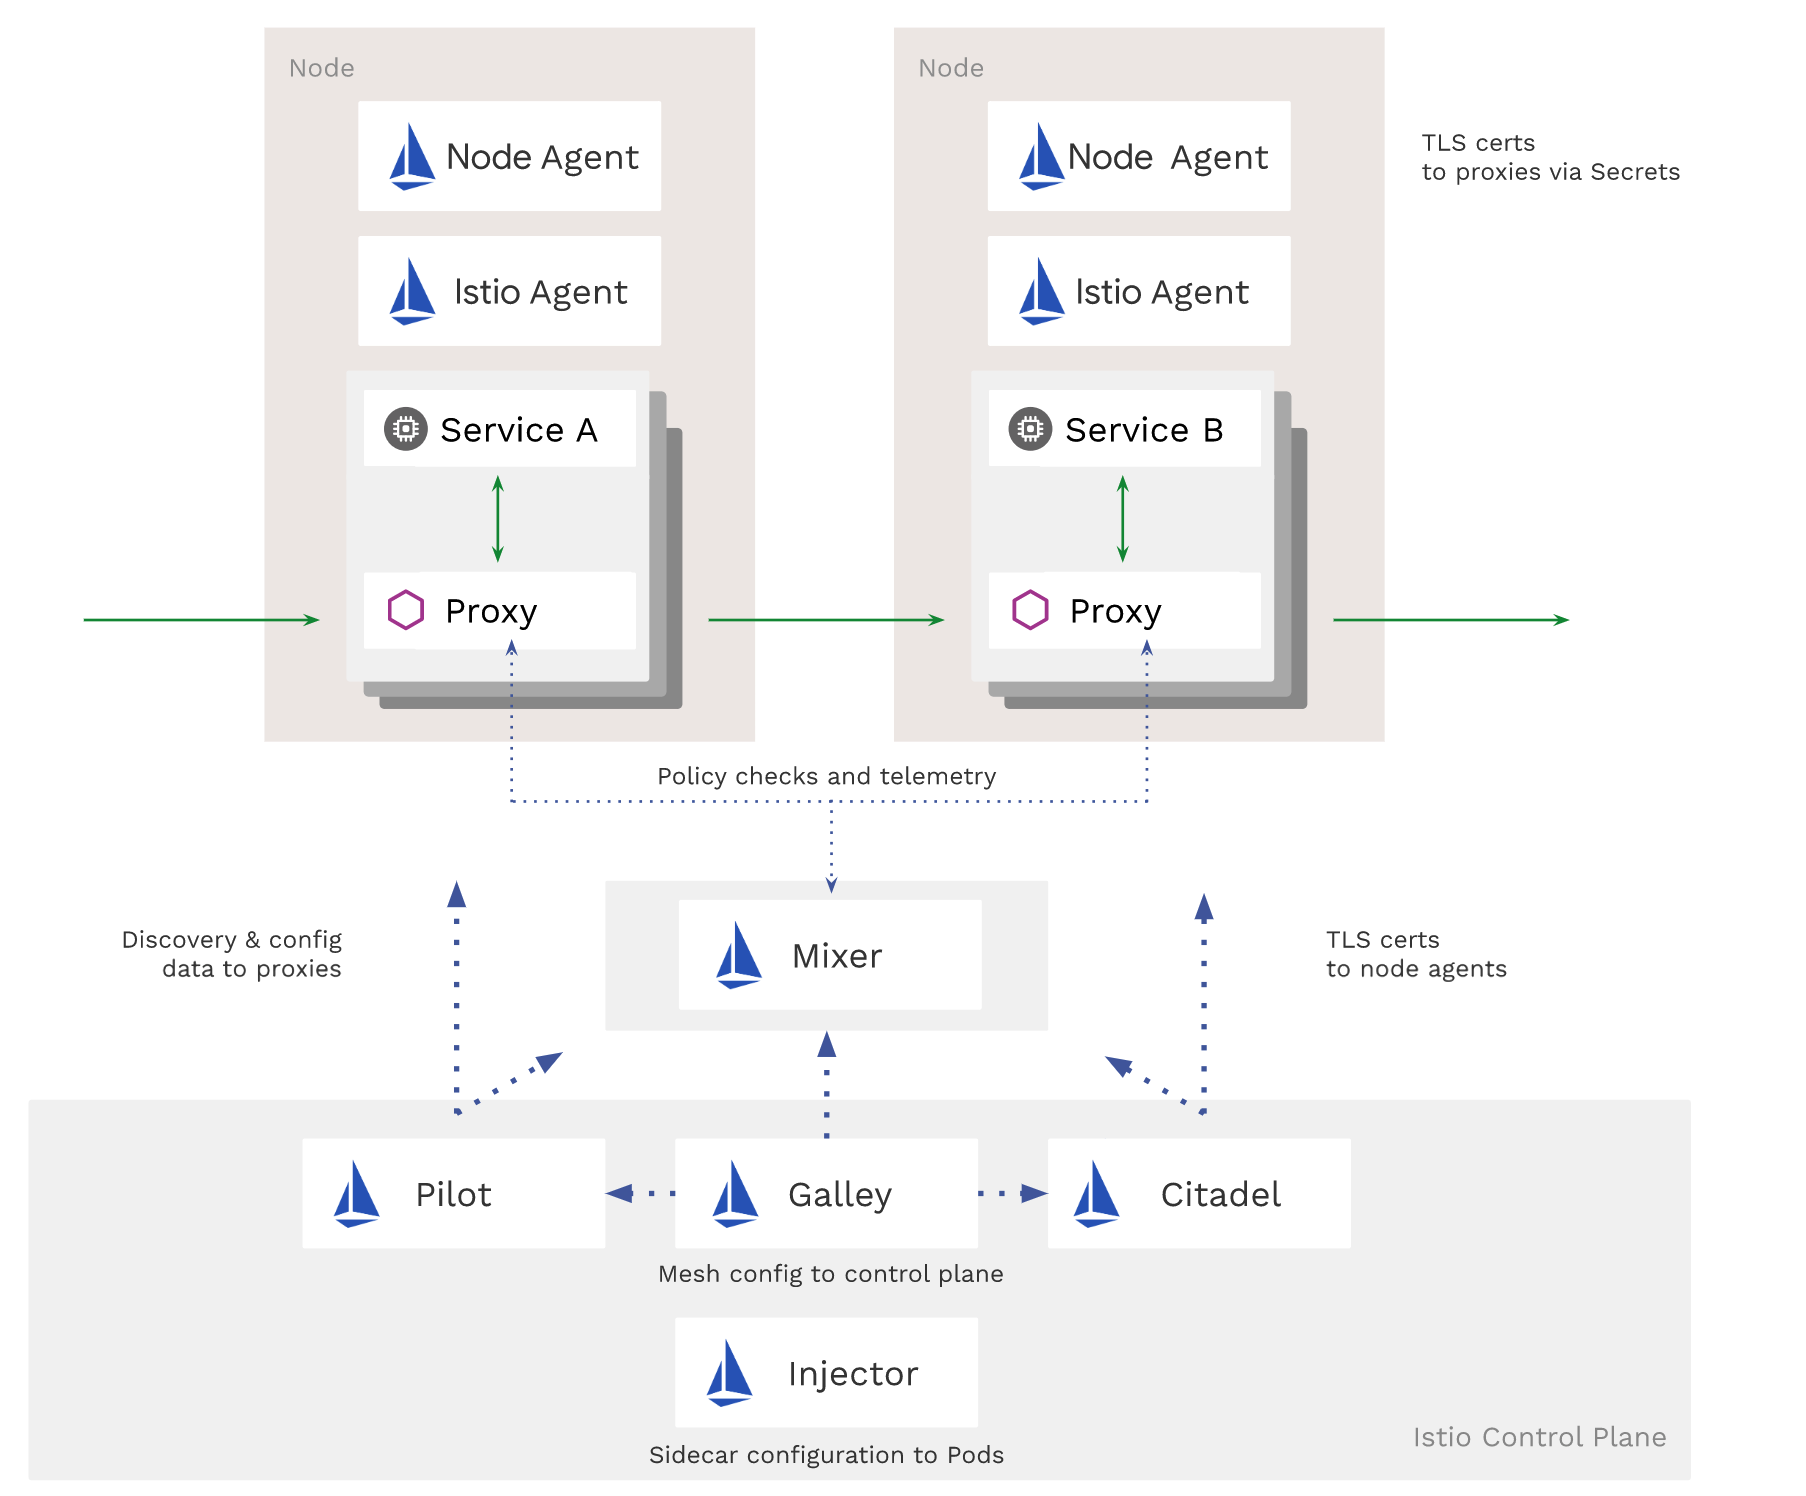 Node
Node Agent
Istio Agent
Service A
Proxy
Node
Node Agent
Istio Agent
Service B
Proxy
TLS certs
to proxies via Secrets
Policy checks and telemetry
Discovery & config
data to proxies
Mixer
TLS certs
to node agents
Pilot
Galley
Citadel
Mesh config to control plane
Injector
Sidecar configuration to Pods
Istio Control Plane